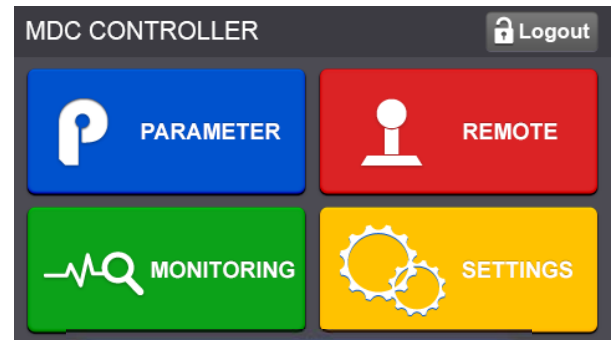 MDC CONTROLLER
Logout
PARAMETER
REMOTE
MONITORING
SETTINGS